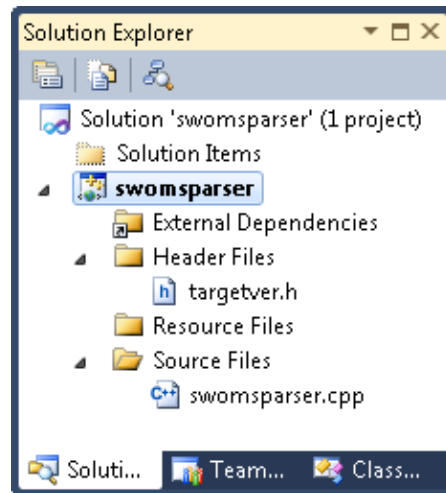 Solution Explorer
Solution 'swomsparser' (1 project)
Solution Items
swomsparser
External Dependencies
Header Files
h targetver.h
Resource Files
Source Files
C++ swomsparser.cpp
Soluti... Team... Class...